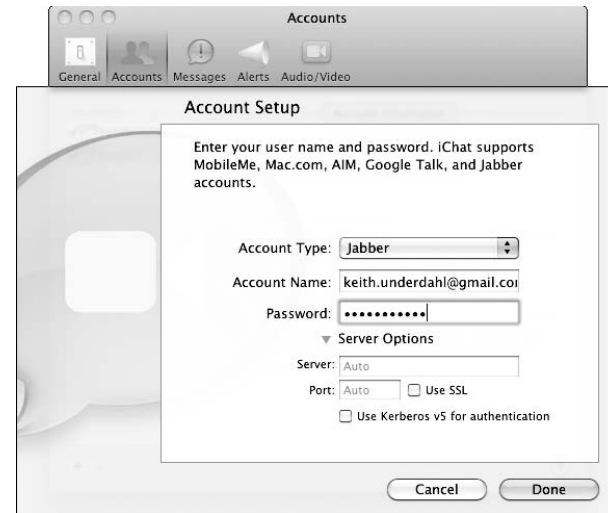 Accounts
General Accounts Messages Alerts Audio/Video
Account Setup
Enter your user name and password. iChat supports
MobileMe, Mac.com, AIM, Google Talk, and Jabber
accounts.
Account Type: Jabber
Account Name: keith.underdahl@gmail.co
Password: •••••••••••
Server Options
Server: Auto
Port: Auto Use SSL
Use Kerberos v5 for authentication
Cancel Done